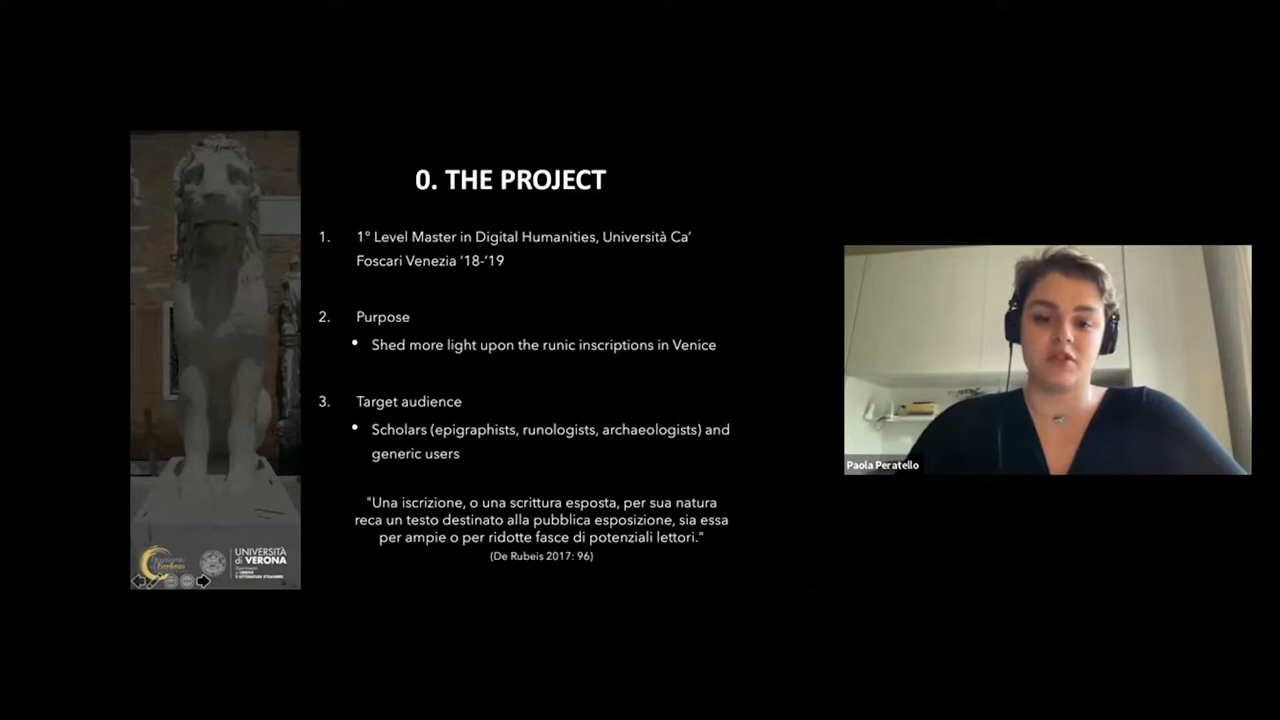 0. THE PROJECT
1. 1° Level Master in Digital Humanities, Università Ca'
Foscari Venezia '18-'19
2. Purpose
• Shed more light upon the runic inscriptions in Venice
3. Target audience
• Scholars (epigraphists, runologists, archaeologists) and
generic users
"Una iscrizione, o una scrittura esposta, per sua natura
reca un testo destinato alla pubblica esposizione, sia essa
per ampie o per ridotte fasce di potenziali lettori."
(De Rubeis 2017: 96)
UNIVERSITÀ
di VERONA
Paola Peratello